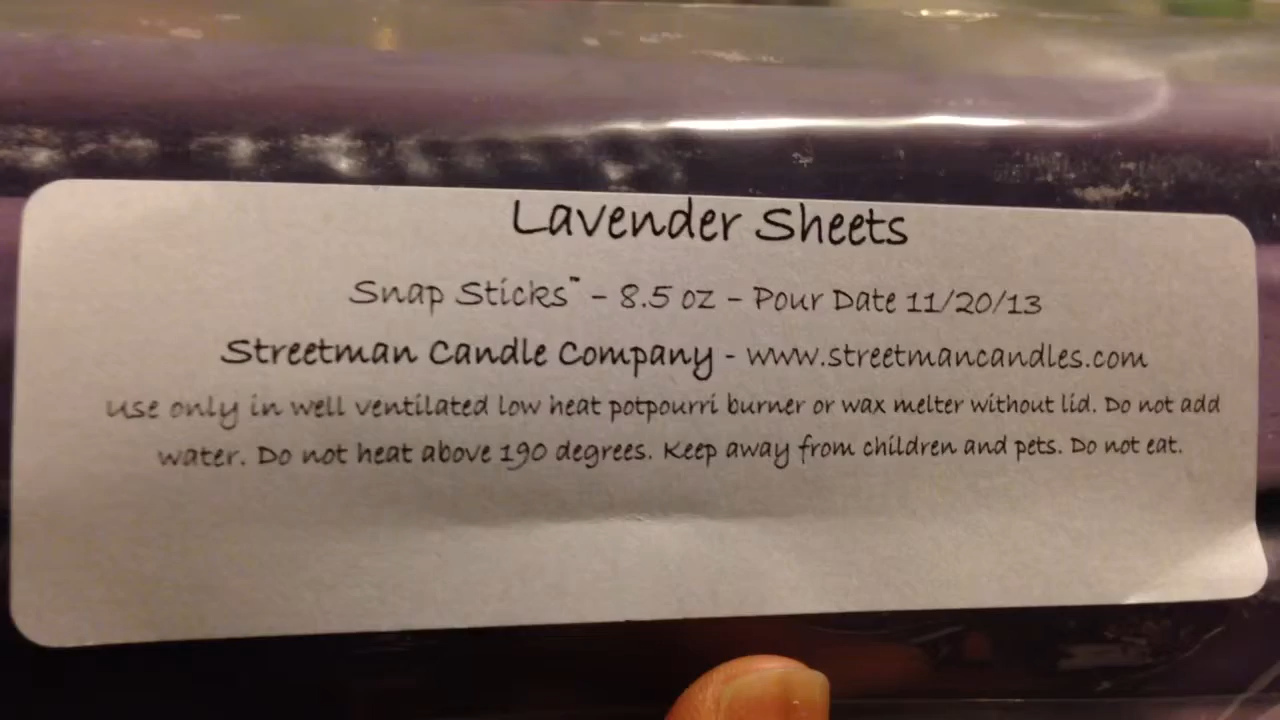 Lavender Sheets
Snap Sticks™ - 8.5 oz - Pour Date 11/20/13
Streetman Candle Company - www.streetmancandles.com
use only in well ventilated low heat potpourri burner or wax melter without lid. Do not add
water. Do not heat above 190 degrees. Keep away from children and pets. Do not eat.